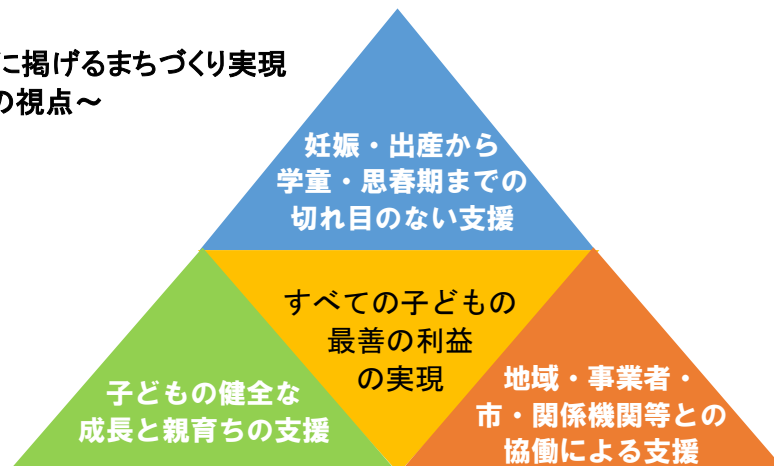 に掲げるまちづくり実現
の視点～
妊娠・出産から
学童・思春期までの
切れ目のない支援
すべての子どもの
最善の利益
の実現
子どもの健全な
成長と親育ちの支援
地域・事業者・
市・関係機関等との
協働による支援